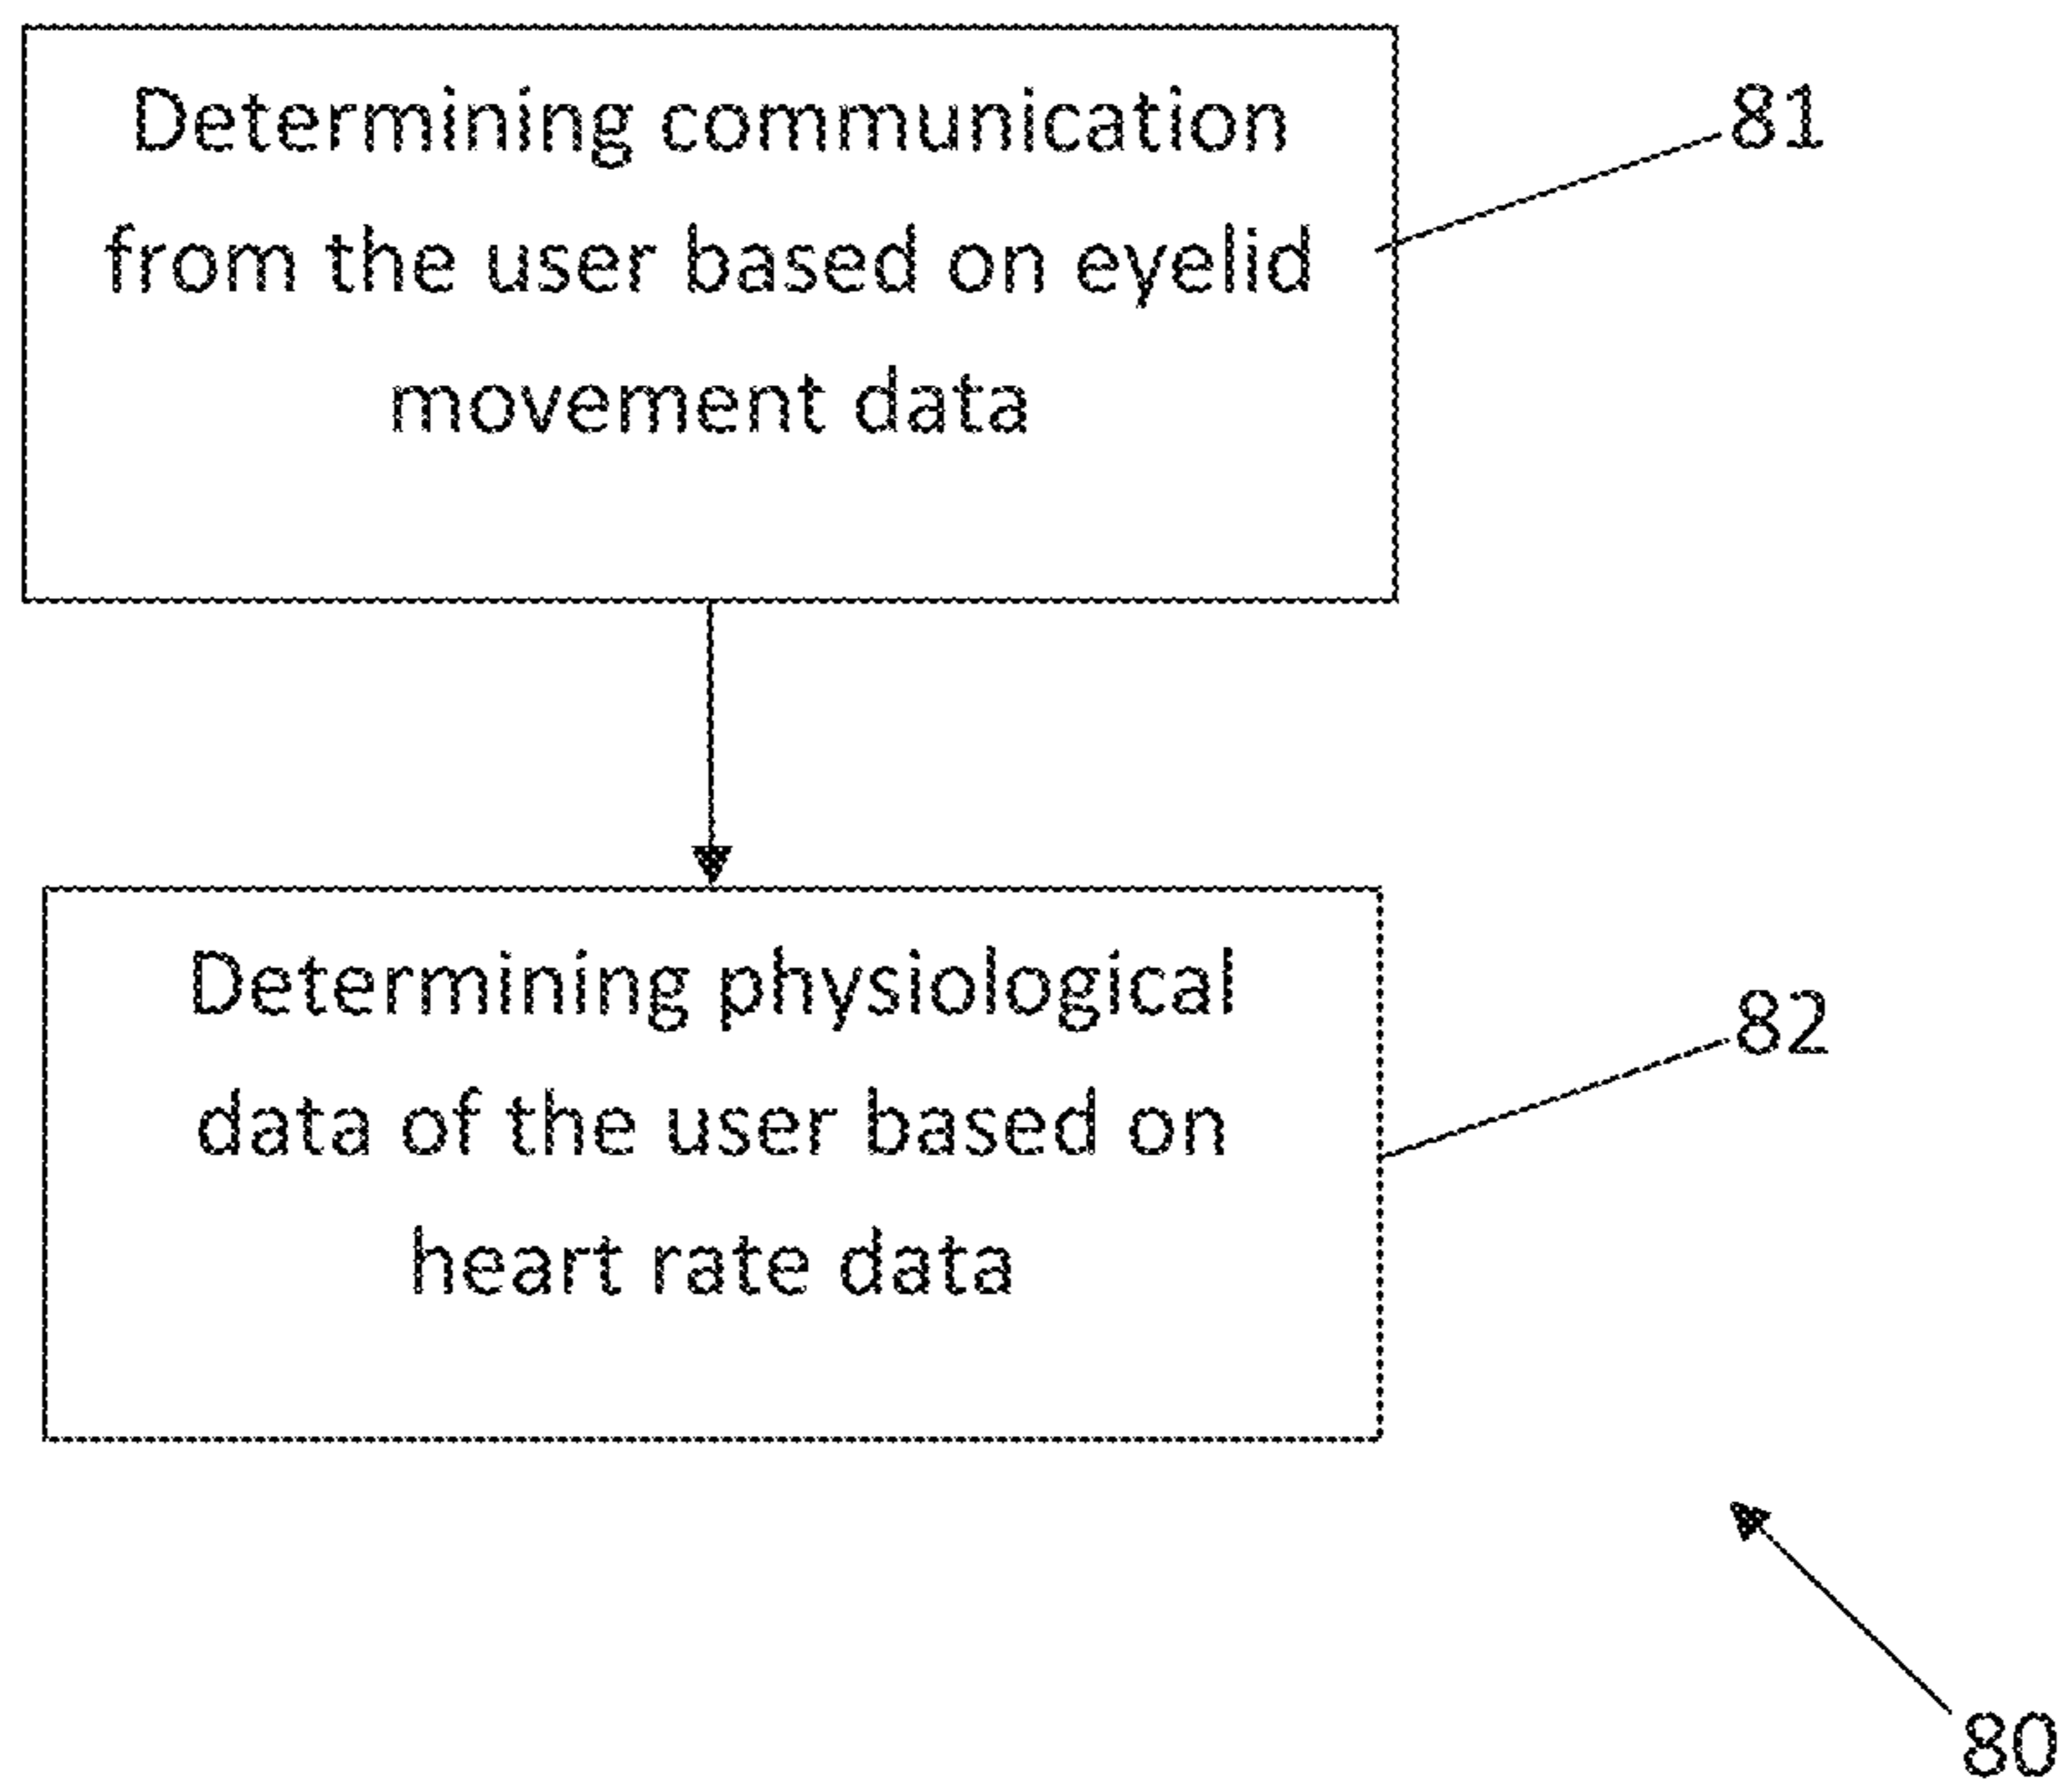 Determining communication
from the user based on eyelid
movement data
81
Determining physiological
data of the user based on
heart rate data
82
80